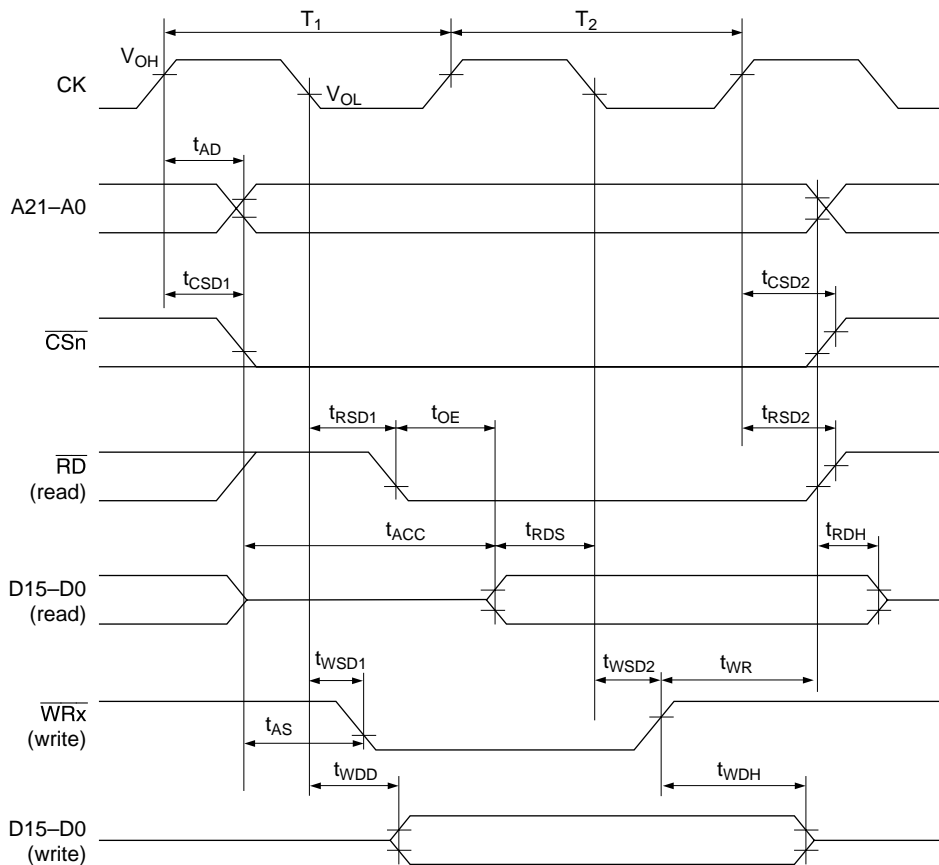 T1 T2
VOH
CK
VOL
tAD
A21–A0
tCSD1 tCSD2
CSn
tRSD1 tOE tRSD2
RD
(read)
tACC tRDS tRDH
D15–D0
(read)
tWSD1 tWSD2 tWR
WRx
(write)
tAS
tWDD tWDH
D15–D0
(write)